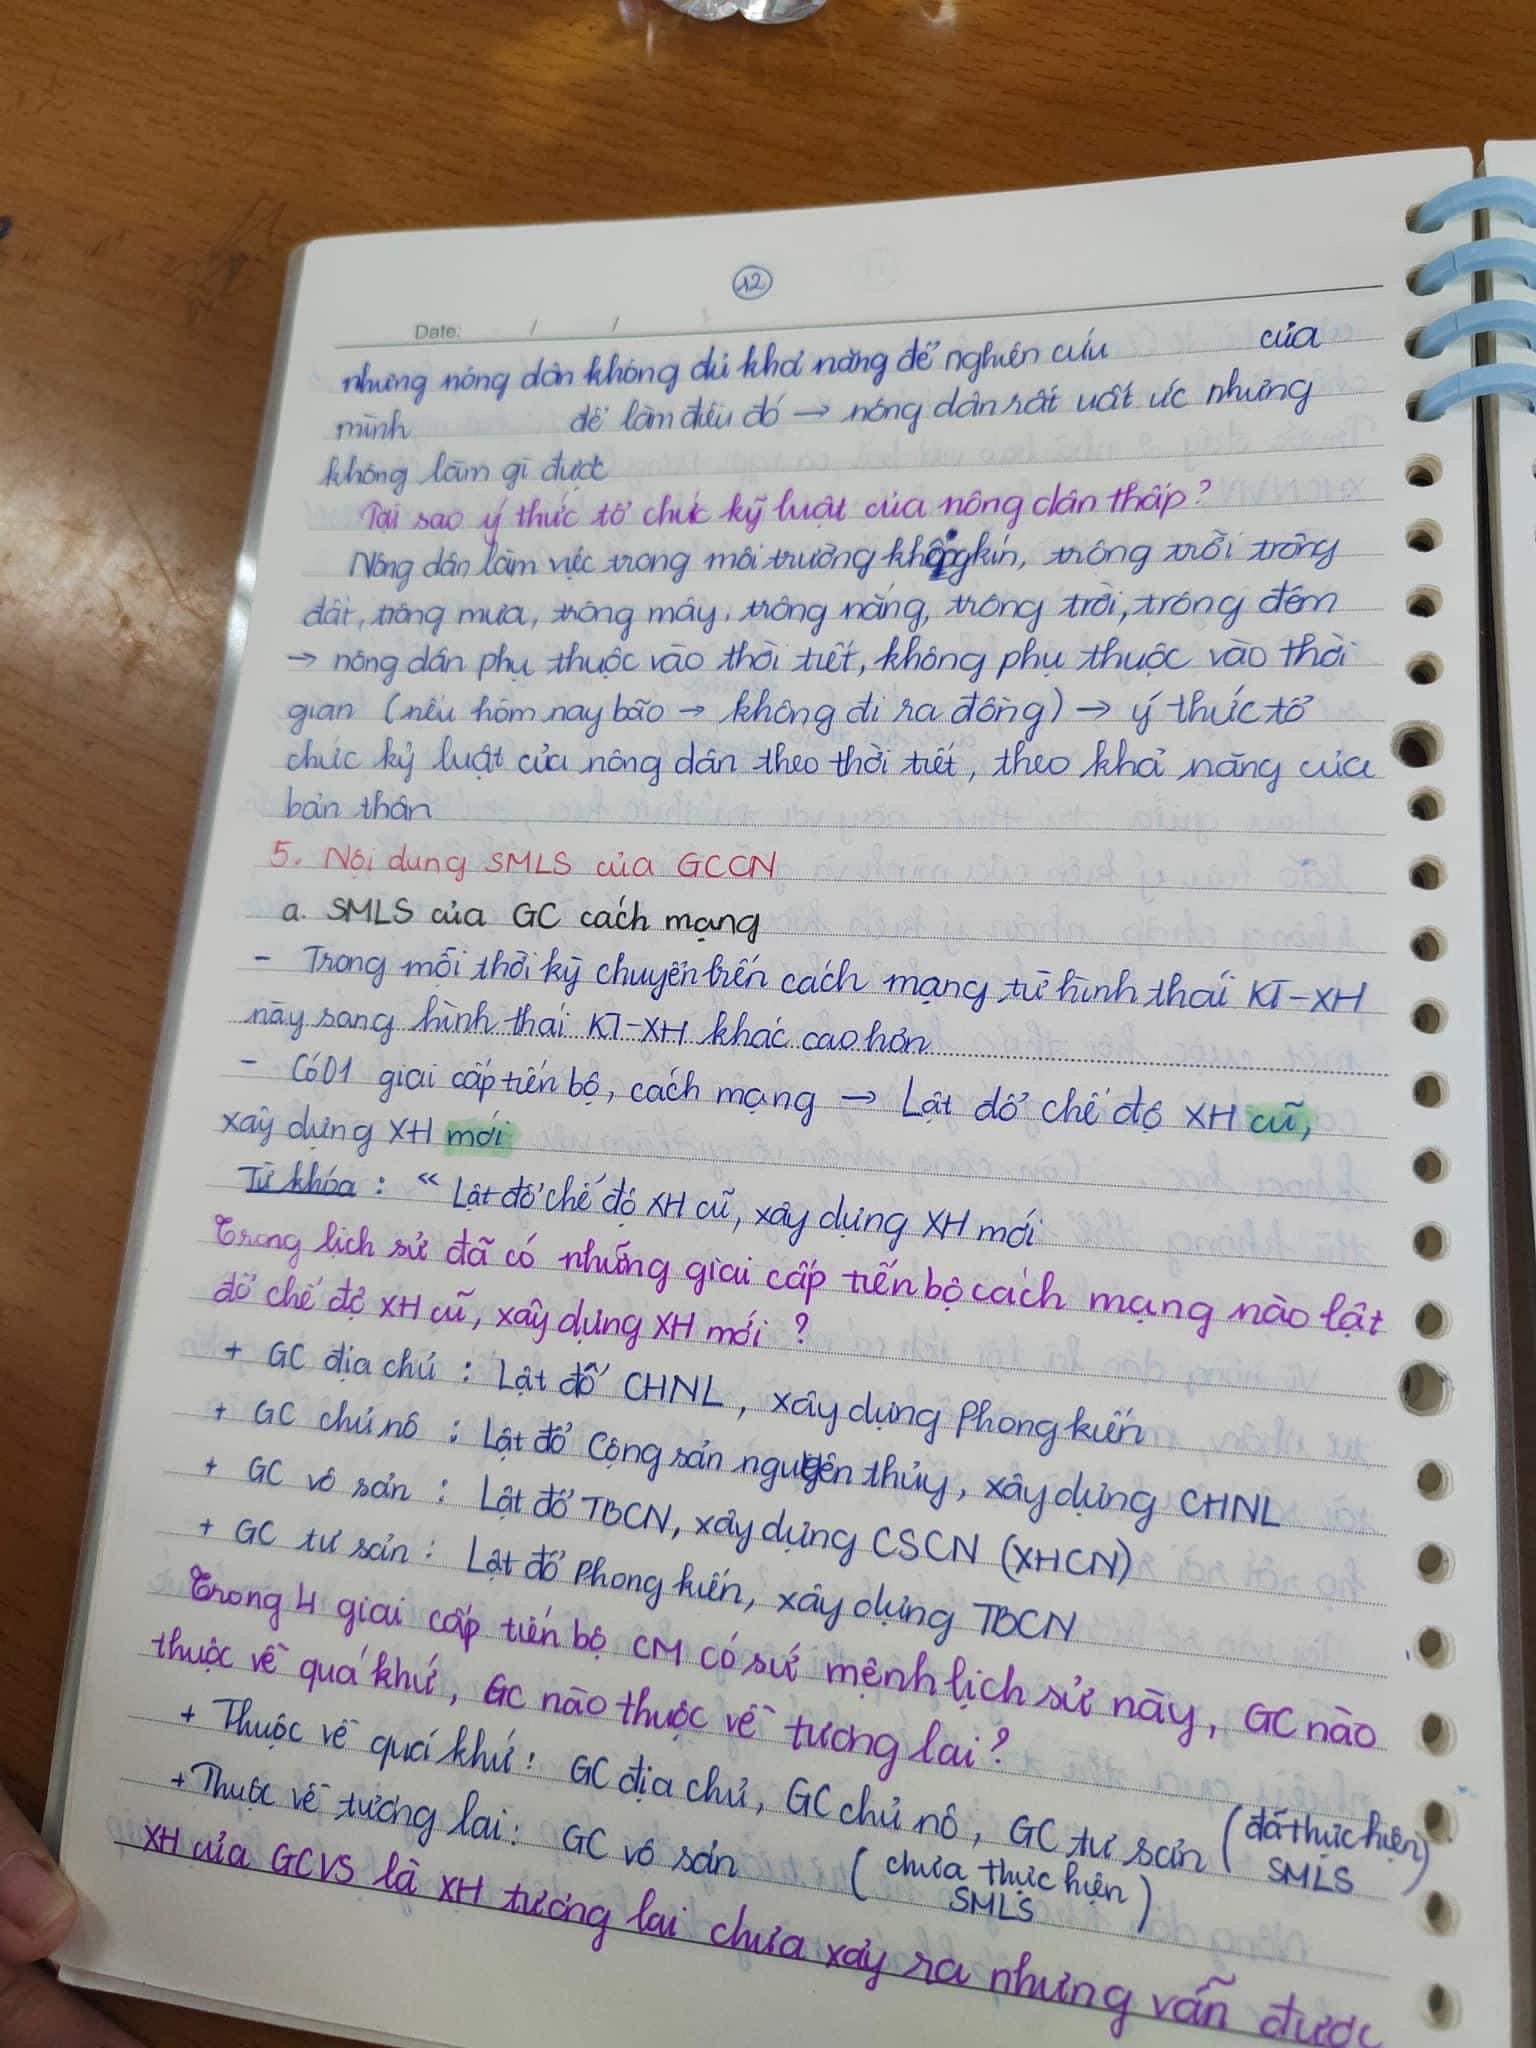 12
Date: / /
nhưng nông dân không đủ khả năng để nghiên cứu của
mình để làm điều đó → nông dân rất uất ức nhưng
không làm gì được
Tại sao ý thức tổ chức kỷ luật của nông dân thấp?
Nông dân làm việc trong môi trường không kín, trông trời trông
đất, trông mưa, trông mây, trông nắng, trông trời, trông đêm
→ nông dân phụ thuộc vào thời tiết, không phụ thuộc vào thời
gian (nếu hôm nay bão → không đi ra đồng) → ý thức tổ
chức kỷ luật của nông dân theo thời tiết, theo khả năng của
bản thân
5. Nội dung SMLS của GCCN
a. SMLS của GC cách mạng
- Trong mỗi thời kỳ chuyển biến cách mạng từ hình thái KT-XH
này sang hình thái KT-XH khác cao hơn
- Có 01 giai cấp tiến bộ, cách mạng → Lật đổ chế độ XH cũ,
xây dựng XH mới
Từ khóa : “ Lật đổ chế độ XH cũ, xây dựng XH mới
Trong lịch sử đã có những giai cấp tiến bộ cách mạng nào lật
đổ chế độ XH cũ, xây dựng XH mới ?
+ GC địa chủ : Lật đổ CHNL, xây dựng Phong kiến
+ GC chủ nô : Lật đổ Cộng sản nguyên thủy, xây dựng CHNL
+ GC vô sản : Lật đổ TBCN, xây dựng CSCN (XHCN)
+ GC tư sản : Lật đổ Phong kiến, xây dựng TBCN
Trong 4 giai cấp tiến bộ CM có sứ mệnh lịch sử này, GC nào
thuộc về quá khứ, GC nào thuộc về tương lai?
+ Thuộc về quá khứ : GC địa chủ, GC chủ nô, GC tư sản (đã thực hiện SMLS)
+ Thuộc về tương lai : GC vô sản (chưa thực hiện SMLS)
XH của GCVS là XH tương lai chưa xảy ra nhưng vẫn được